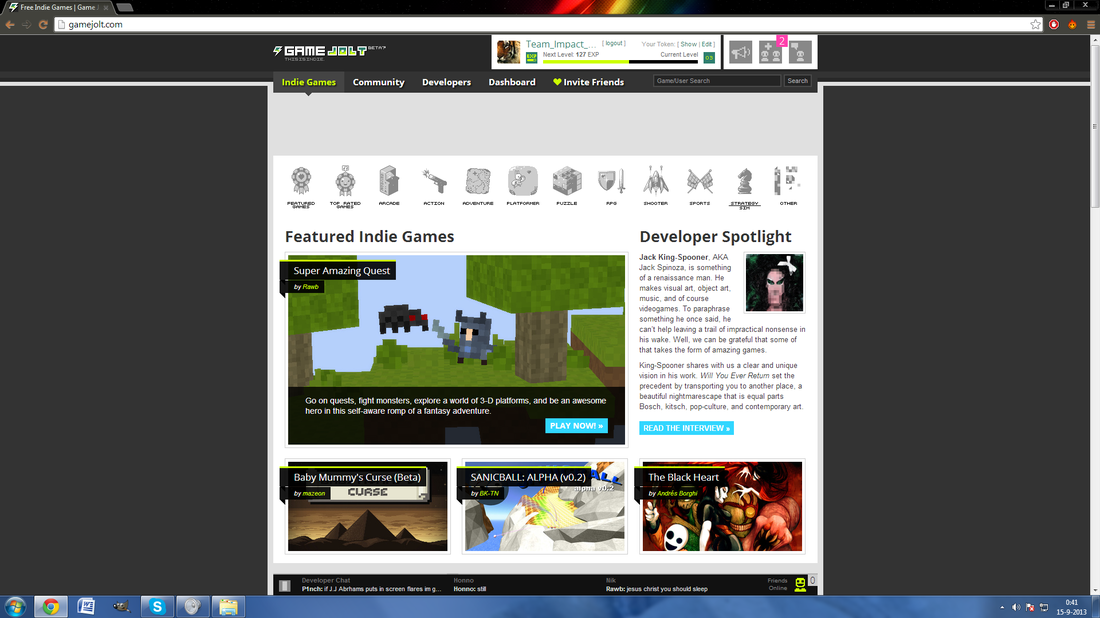 Free Indie Games | Game J
gamejolt.com
GAME JOLT BETA
THIS IS INDIE.
Team_Impact_... [ logout ] Your Token: [ Show | Edit ]
EXP Next Level: 127 EXP Current Level 03
2
Indie Games Community Developers Dashboard Invite Friends Game/User Search Search
FEATURED GAMES TOP RATED GAMES ARCADE ACTION ADVENTURE PLATFORMER PUZZLE RPG SHOOTER SPORTS STRATEGY SIM OTHER
Featured Indie Games
Super Amazing Quest
by Rawb
Go on quests, fight monsters, explore a world of 3-D platforms, and be an awesome
hero in this self-aware romp of a fantasy adventure.
PLAY NOW! »
Developer Spotlight
Jack King-Spooner, AKA
Jack Spinoza, is something
of a renaissance man. He
makes visual art, object art,
music, and of course
videogames. To paraphrase
something he once said, he
can't help leaving a trail of impractical nonsense in
his wake. Well, we can be grateful that some of
that takes the form of amazing games.
King-Spooner shares with us a clear and unique
vision in his work. Will You Ever Return set the
precedent by transporting you to another place, a
beautiful nightmarescape that is equal parts
Bosch, kitsch, pop-culture, and contemporary art.
READ THE INTERVIEW »
Baby Mummy's Curse (Beta)
by mazeon
CURSE
SANICBALL: ALPHA (v0.2)
by BK-TN
alpha v0.2
The Black Heart
by Andrés Borghi
Developer Chat Honno Nik Friends
P1nch: if J.J Abrhams puts in screen flares im g... Honno: still Rawb: jesus christ you should sleep Online 0
0:41
15-9-2013